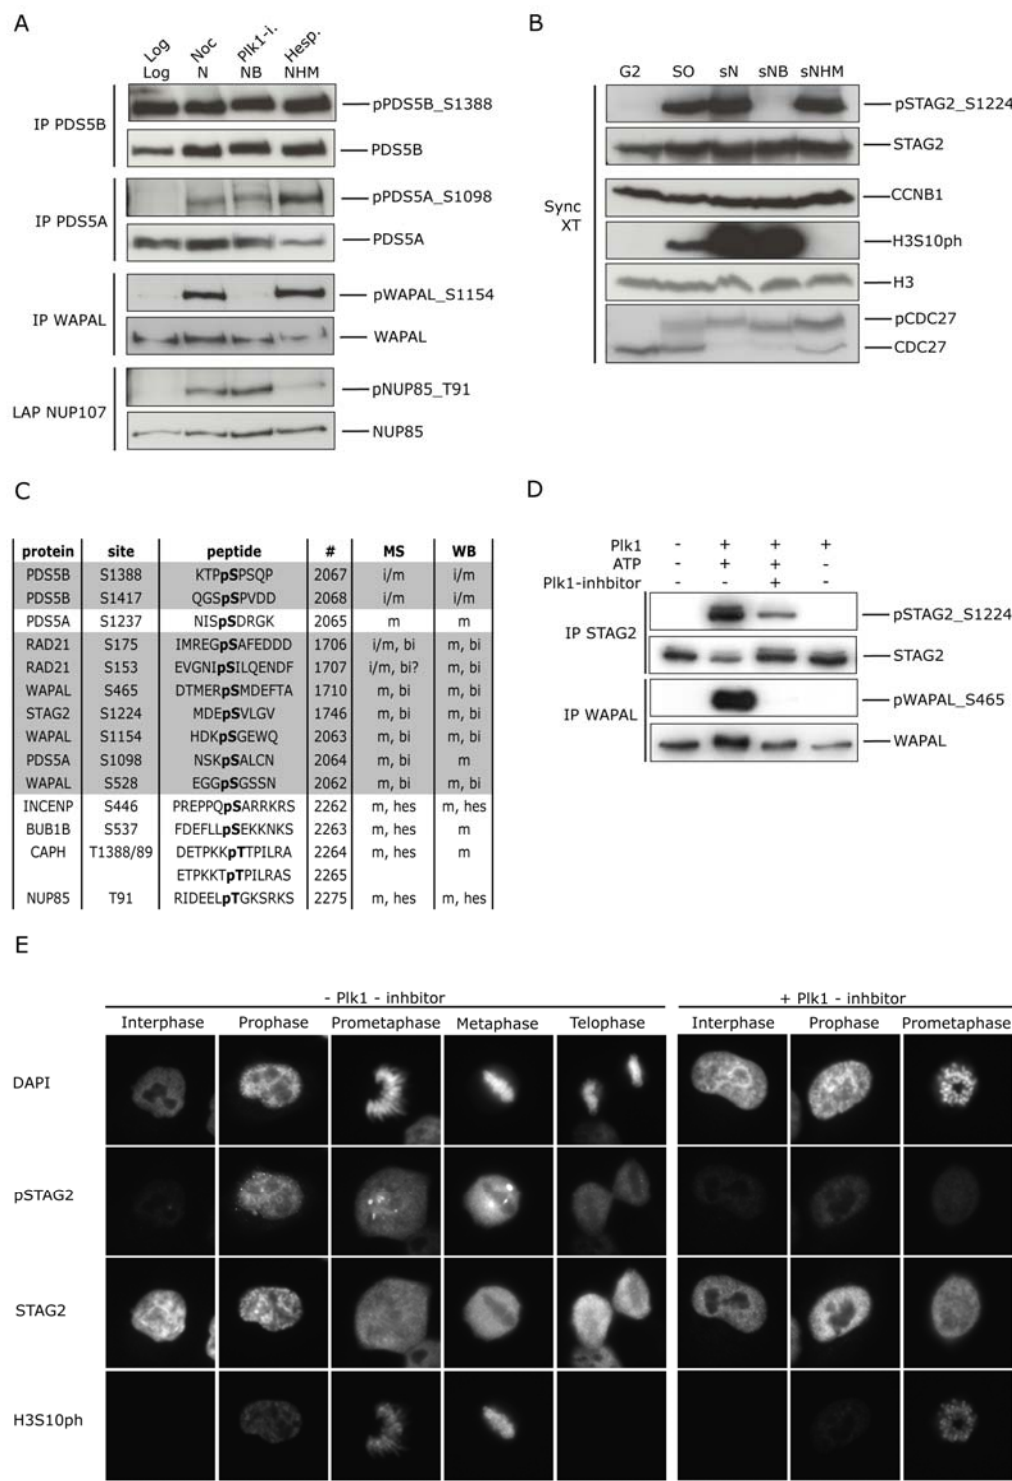 A
Log Noc Plk1-i. Hesp.
Log N NB NHM
IP PDS5B
pPDS5B_S1388
PDS5B
IP PDS5A
pPDS5A_S1098
PDS5A
IP WAPAL
pWAPAL_S1154
WAPAL
LAP NUP107
pNUP85_T91
NUP85
B
G2 SO sN sNB sNHM
Sync
XT
pSTAG2_S1224
STAG2
CCNB1
H3S10ph
H3
pCDC27
CDC27
C
protein site peptide # MS WB
PDS5B S1388 KTPpSPSQP 2067 i/m i/m
PDS5B S1417 QGSpSPVDD 2068 i/m i/m
PDS5A S1237 NISpSDRGK 2065 m m
RAD21 S175 IMREGpSAFEDDD 1706 i/m, bi m, bi
RAD21 S153 EVGNIpSILQENDF 1707 i/m, bi? m, bi
WAPAL S465 DTMERpSMDEFTA 1710 m, bi m, bi
STAG2 S1224 MDEpSVLGV 1746 m, bi m, bi
WAPAL S1154 HDKpSGEWQ 2063 m, bi m, bi
PDS5A S1098 NSKpSALCN 2064 m, bi m
WAPAL S528 EGGpSGSSN 2062 m, bi m, bi
INCENP S446 PREPPQpSARRKRS 2262 m, hes m, hes
BUB1B S537 FDEFLLpSEKKNKS 2263 m, hes m
CAPH T1388/89 DETPKKpTTPILRA 2264 m, hes m
ETPKKTpTPILRAS 2265
NUP85 T91 RIDEELpTGKSRKS 2275 m, hes m, hes
D
Plk1 - + + +
ATP - + + -
Plk1-inhbitor - - + -
IP STAG2
pSTAG2_S1224
STAG2
IP WAPAL
pWAPAL_S465
WAPAL
E
- Plk1 - inhbitor + Plk1 - inhbitor
Interphase Prophase Prometaphase Metaphase Telophase Interphase Prophase Prometaphase
DAPI
pSTAG2
STAG2
H3S10ph